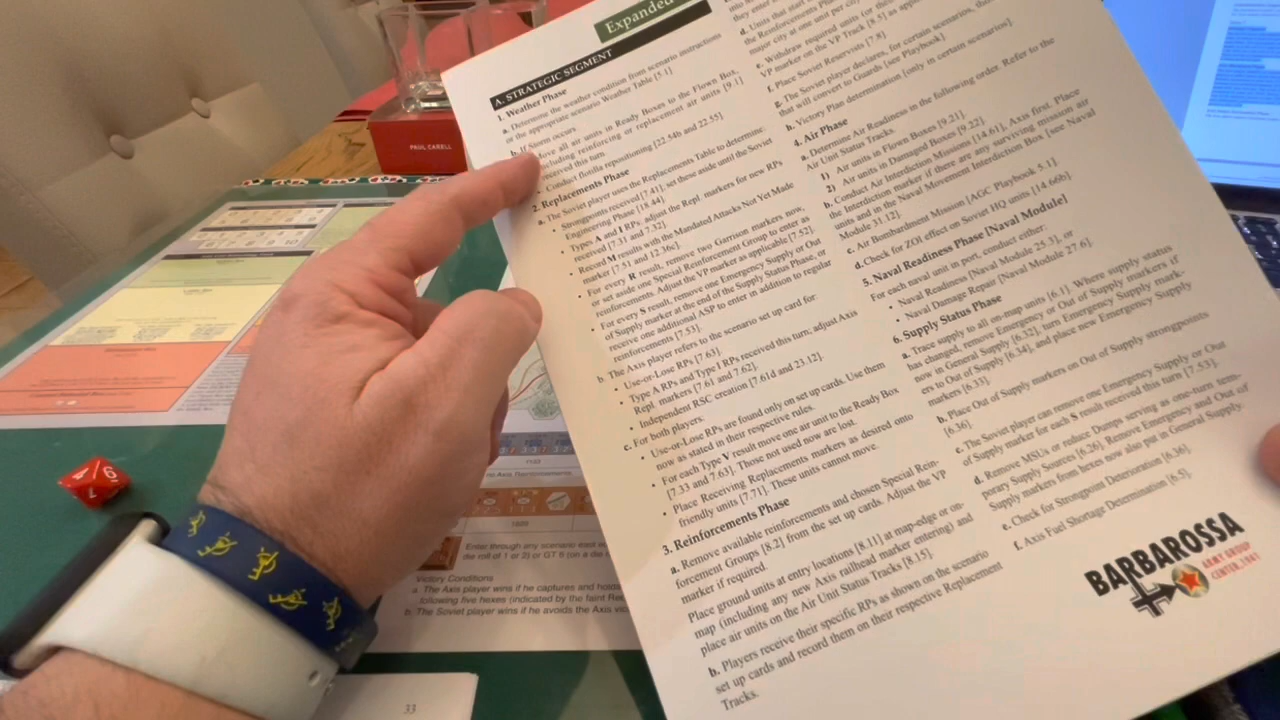 Expanded
A. STRATEGIC SEGMENT
1. Weather Phase
a. Determine the weather condition from scenario instructions
or the appropriate scenario Weather Table [5.1]
b. If Storm occurs
Move all air units in Ready Boxes to the Flown Box,
including reinforcing or replacement air units [9.1]
received this turn.
Conduct flotilla repositioning [22.54b and 22.55]
2. Replacements Phase
a. The Soviet player uses the Replacements Table to determine
Strongpoints received [7.41]; set these aside until the Soviet
Engineering Phase [18.44].
• Types A and I RPs: adjust the Repl. markers for new RPs
received [7.31 and 7.32].
• Record M results with the Mandated Attacks Not Yet Made
marker [7.51 and 12.36c].
• For every R result, remove two Garrison markers now,
or set aside one Special Reinforcement Group to enter as
reinforcements. Adjust the VP marker as applicable [7.52].
• For every S result, remove one Emergency Supply or Out
of Supply marker at the end of the Supply Status Phase, or
receive one additional ASP to enter in addition to regular
reinforcements [7.53].
b. The Axis player refers to the scenario set up card for:
• Use-or-Lose RPs [7.63].
• Type A RPs and Type I RPs received this turn; adjust Axis
Repl. markers [7.61 and 7.62].
• Independent RSC creation [7.61d and 23.12].
c. For both players:
• Use-or-Lose RPs are found only on set up cards. Use them
now as stated in their respective rules.
• For each Type V result move one air unit to the Ready Box
[7.33 and 7.63]. Those not used now are lost.
• Place Receiving Replacements markers as desired onto
friendly units [7.71]. These units cannot move.
3. Reinforcements Phase
a. Remove available reinforcements and chosen Special Rein-
forcement Groups [8.2] from the set up cards. Adjust the VP
marker if required.
Place ground units at entry locations [8.11] at map-edge or on-
map (including any new Axis railhead marker entering) and
place air units on the Air Unit Status Tracks [8.15].
b. Players receive their specific RPs as shown on the scenario
set up cards and record them on their respective Replacement
Tracks.
they enter
d. Units that start
the Reinforcements
major city at one unit per city
e. Withdraw required units (or
VP marker on the VP Track [8.5] as
f. Place Soviet Reservists [7.8]
g. The Soviet player declares, for certain scenarios,
that will convert to Guards [see Playbook]
h. Victory Plan determination [only in certain scenarios].
4. Air Phase
a. Determine Air Readiness in the following order. Refer to the
Air Unit Status Tracks.
1) Air units in Flown Boxes [9.21].
2) Air units in Damaged Boxes [9.22].
b. Conduct Air Interdiction Missions [14.61], Axis first. Place
the Interdiction marker if there are any surviving mission air
units and in the Naval Movement Interdiction Box [see Naval
Module 31.12].
c. Air Bombardment Mission [AGC Playbook 5.1]
d. Check for ZOI effect on Soviet HQ units [14.66b]
5. Naval Readiness Phase [Naval Module]
For each naval unit in port, conduct either:
• Naval Readiness [Naval Module 25.3], or
• Naval Damage Repair [Naval Module 27.6].
6. Supply Status Phase
a. Trace supply to all on-map units [6.1]. Where supply status
has changed, remove Emergency or Out of Supply markers if
now in General Supply [6.32], turn Emergency Supply mark-
ers to Out of Supply [6.34], and place new Emergency Supply
markers [6.33].
b. Place Out of Supply markers on Out of Supply strongpoints
[6.36].
c. The Soviet player can remove one Emergency Supply or Out
of Supply marker for each S result received this turn [7.53].
d. Remove MSUs or reduce Dumps serving as one-turn tem-
porary Supply Sources [6.26]. Remove Emergency and Out of
Supply markers from hexes now also put in General Supply.
e. Check for Strongpoint Deterioration [6.36]
f. Axis Fuel Shortage Determination [6.5].
BARBAROSSA
ARMY GROUP
CENTER, 1941
PAUL CARELL
Victory Conditions
33